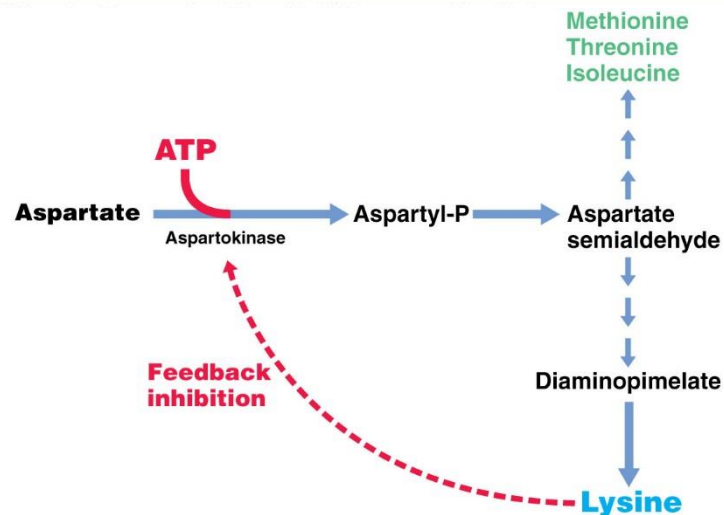 Methionine
Threonine
Isoleucine
ATP
Aspartate
Aspartokinase
Aspartyl-P
Aspartate
semialdehyde
Feedback
inhibition
Diaminopimelate
Lysine